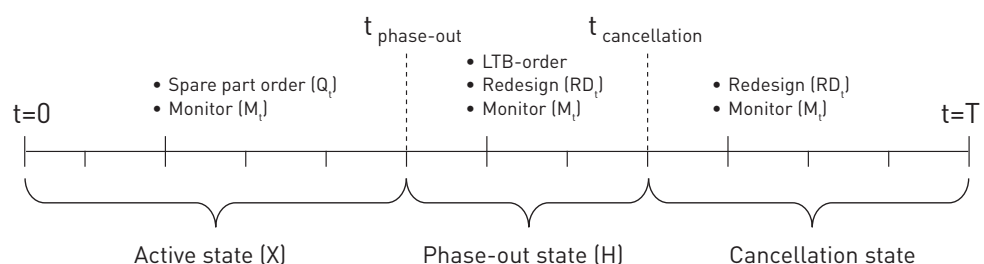 t phase-out
t cancellation
• LTB-order
• Spare part order (Qt)
• Redesign (RDt)
• Redesign (RDt)
• Monitor (Mt)
• Monitor (Mt)
• Monitor (Mt)
t=0
t=T
Active state (X)
Phase-out state (H)
Cancellation state